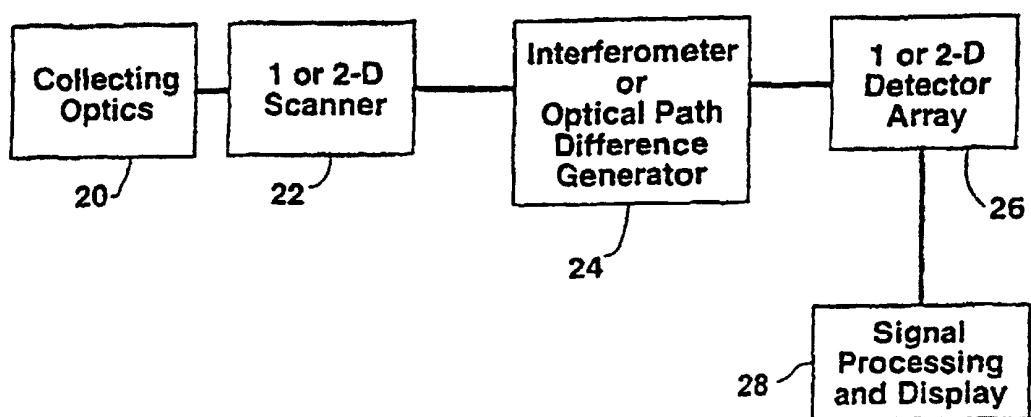 Collecting
Optics
20
1 or 2-D
Scanner
22
Interferometer
or
Optical Path
Difference
Generator
24
1 or 2-D
Detector
Array
26
Signal
Processing
and Display
28